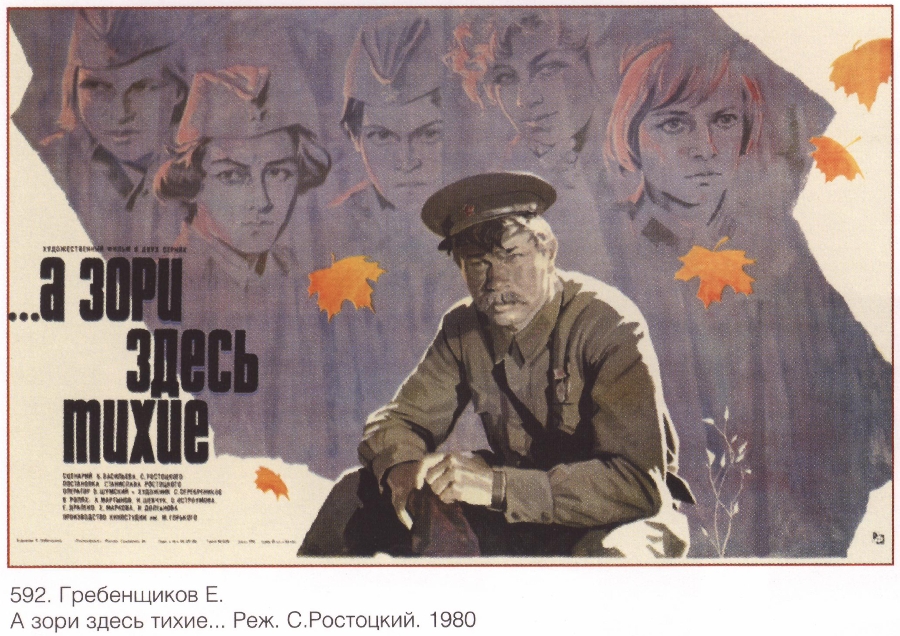 ХУДОЖЕСТВЕННЫЙ ФИЛЬМ В ДВУХ СЕРИЯХ
...а зори
здесь
тихие
СЦЕНАРИЙ Б. ВАСИЛЬЕВА, С. РОСТОЦКОГО
ПОСТАНОВКА СТАНИСЛАВА РОСТОЦКОГО
ОПЕРАТОР В. ШУМСКИЙ • ХУДОЖНИК С. СЕРЕБРЕНИКОВ
В РОЛЯХ: А. МАРТЫНОВ, И. ШЕВЧУК, О. ОСТРОУМОВА
Е. ДРАПЕКО, Е. МАРКОВА, И. ДОЛГАНОВА
ПРОИЗВОДСТВО КИНОСТУДИИ им. М. ГОРЬКОГО
592. Гребенщиков Е.
А зори здесь тихие... Реж. С.Ростоцкий. 1980